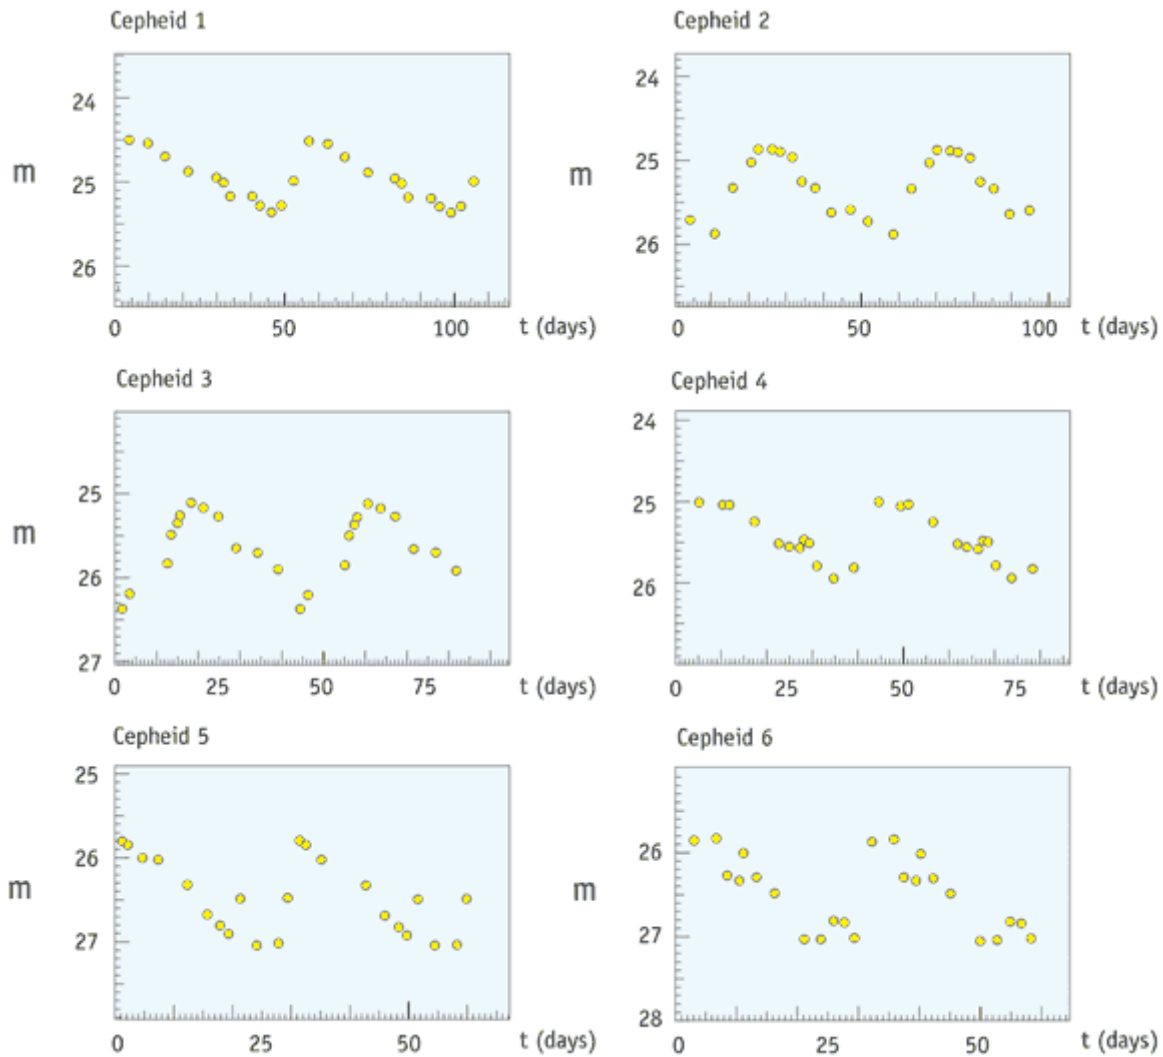 Cepheid 1
24
25
26
m
0 50 100 t (days)
Cepheid 2
24
25
26
m
0 50 100 t (days)
Cepheid 3
25
26
27
m
0 25 50 75 t (days)
Cepheid 4
24
25
26
0 25 50 75 t (days)
Cepheid 5
25
26
27
m
0 25 50 t (days)
Cepheid 6
26
27
28
m
0 25 50 t (days)